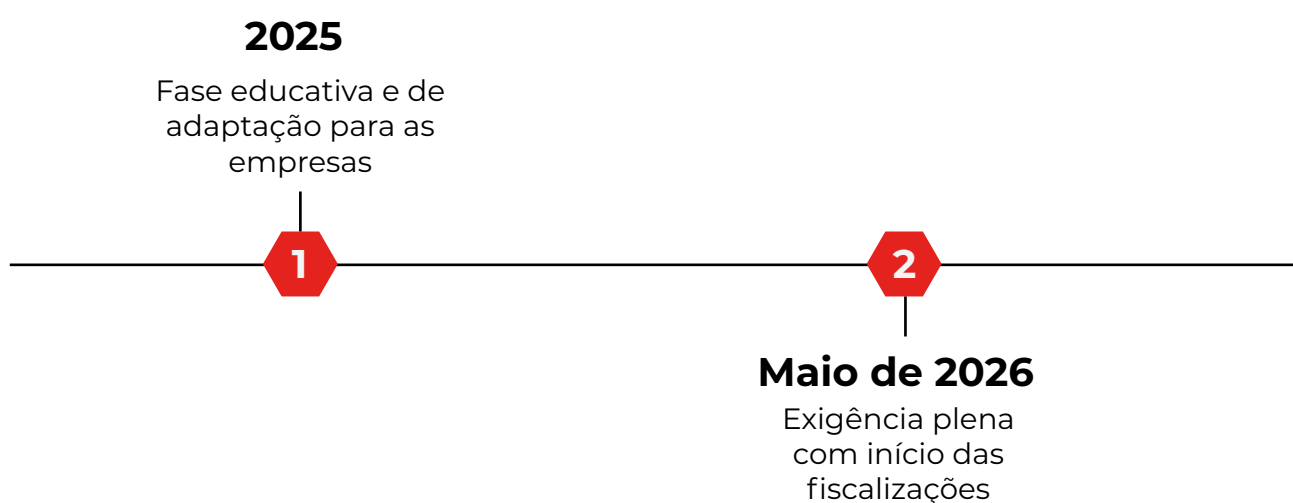 2025
Fase educativa e de
adaptação para as
empresas
1
2
Maio de 2026
Exigência plena
com início das
fiscalizações